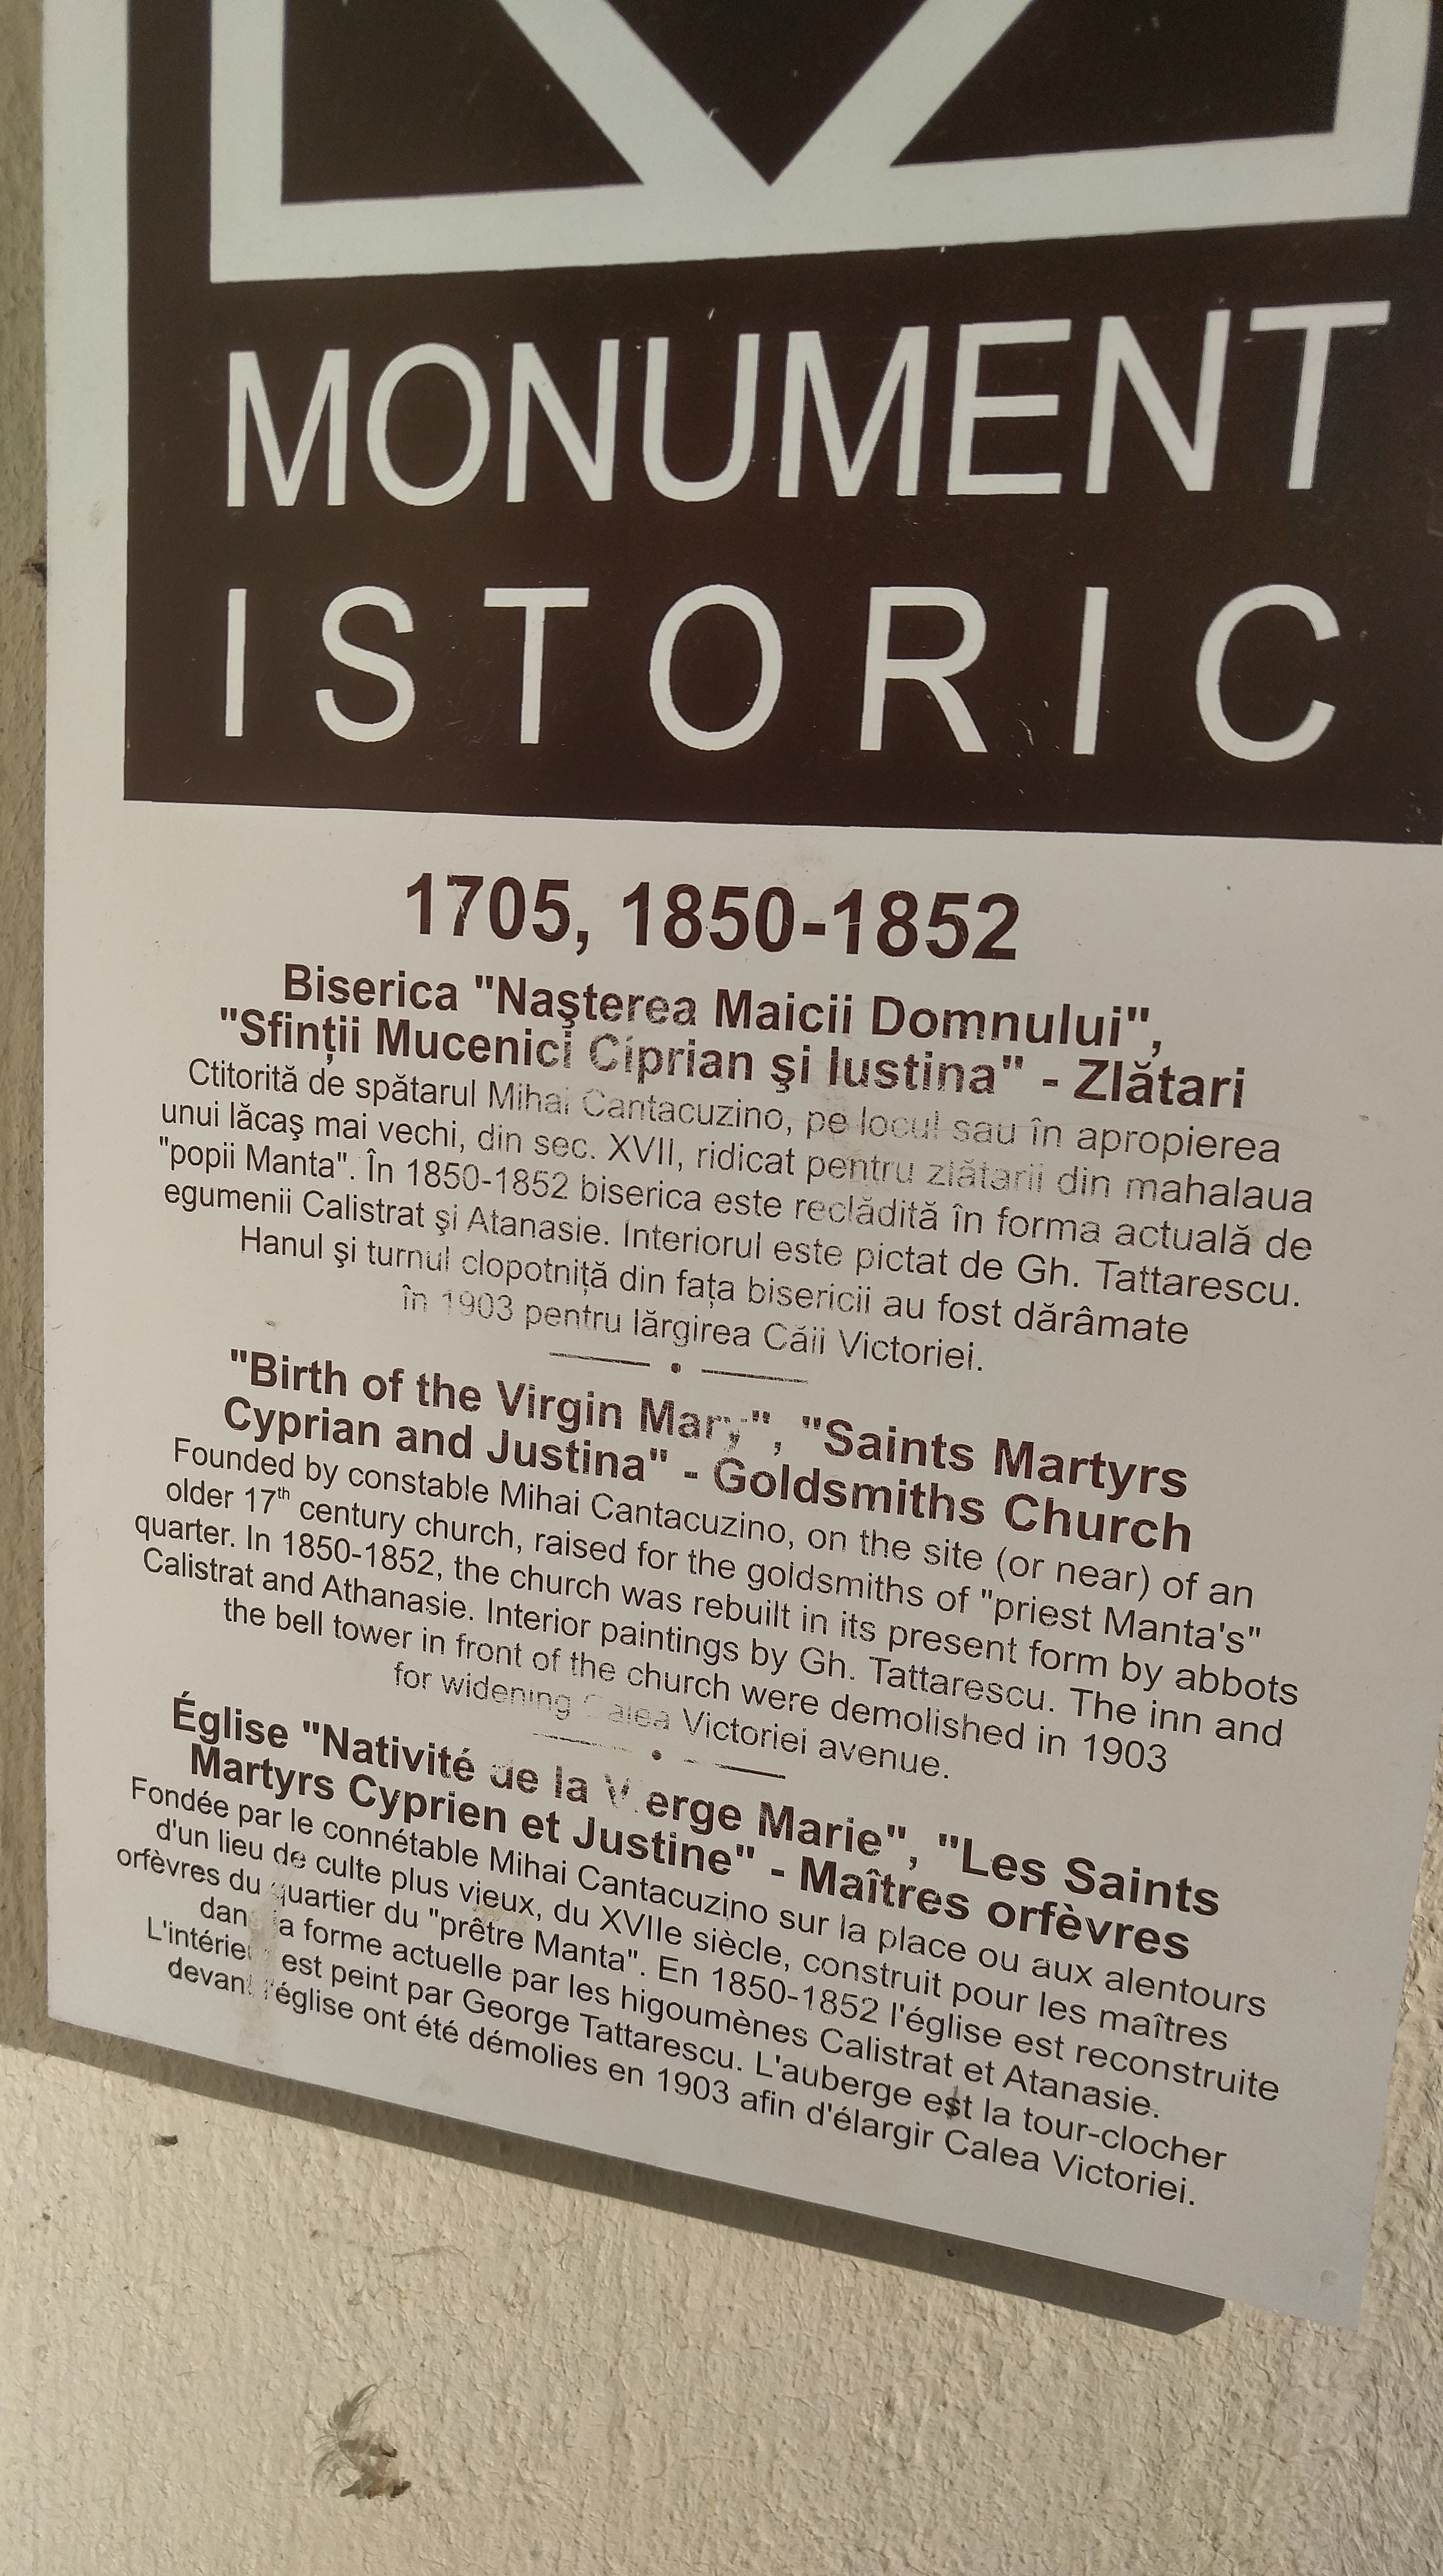 MONUMENT
ISTORIC
1705, 1850-1852
Biserica "Naşterea Maicii Domnului",
"Sfinţii Mucenici Ciprian şi Iustina" - Zlătari
Ctitorită de spătarul Mihai Cantacuzino, pe locul sau în apropierea
unui lăcaş mai vechi, din sec. XVII, ridicat pentru zlătarii din mahalaua
"popii Manta". În 1850-1852 biserica este reclădită în forma actuală de
egumenii Calistrat şi Atanasie. Interiorul este pictat de Gh. Tattarescu.
Hanul şi turnul clopotniţă din faţa bisericii au fost dărâmate
în 1903 pentru lărgirea Căii Victoriei.
"Birth of the Virgin Mary", "Saints Martyrs
Cyprian and Justina" - Goldsmiths Church
Founded by constable Mihai Cantacuzino, on the site (or near) of an
older 17th century church, raised for the goldsmiths of "priest Manta's"
quarter. In 1850-1852, the church was rebuilt in its present form by abbots
Calistrat and Athanasie. Interior paintings by Gh. Tattarescu. The inn and
the bell tower in front of the church were demolished in 1903
for widening Calea Victoriei avenue.
Église "Nativité de la Vierge Marie", "Les Saints
Martyrs Cyprien et Justine" - Maîtres orfèvres
Fondée par le connétable Mihai Cantacuzino sur la place ou aux alentours
d'un lieu de culte plus vieux, du XVIIe siècle, construit pour les maîtres
orfèvres du quartier du "prêtre Manta". En 1850-1852 l'église est reconstruite
dans la forme actuelle par les higoumènes Calistrat et Atanasie.
L'intérieur est peint par George Tattarescu. L'auberge est la tour-clocher
devant l'église ont été démolies en 1903 afin d'élargir Calea Victoriei.